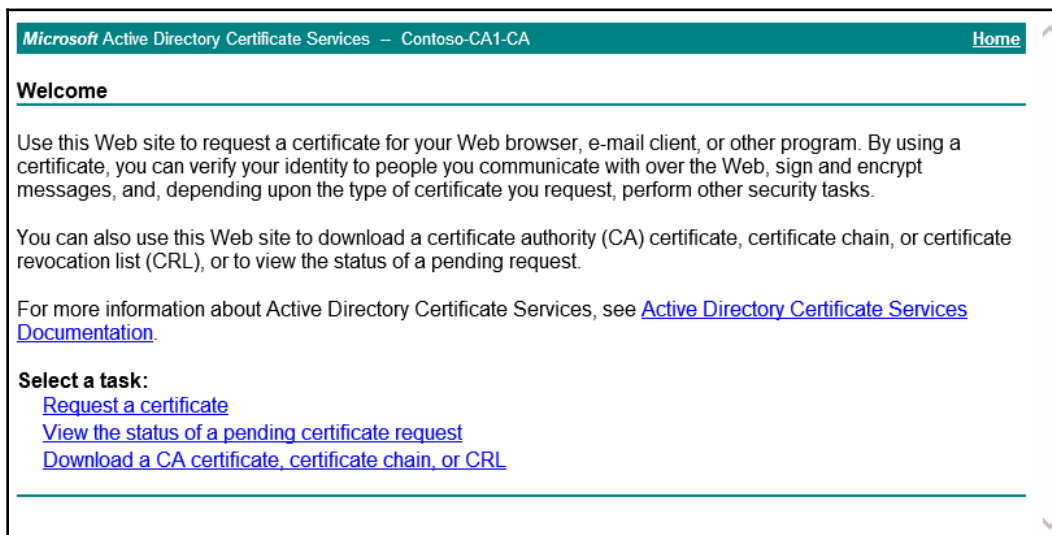 Microsoft Active Directory Certificate Services -- Contoso-CA1-CA Home
Welcome
Use this Web site to request a certificate for your Web browser, e-mail client, or other program. By using a
certificate, you can verify your identity to people you communicate with over the Web, sign and encrypt
messages, and, depending upon the type of certificate you request, perform other security tasks.
You can also use this Web site to download a certificate authority (CA) certificate, certificate chain, or certificate
revocation list (CRL), or to view the status of a pending request.
For more information about Active Directory Certificate Services, see Active Directory Certificate Services
Documentation.
Select a task:
Request a certificate
View the status of a pending certificate request
Download a CA certificate, certificate chain, or CRL